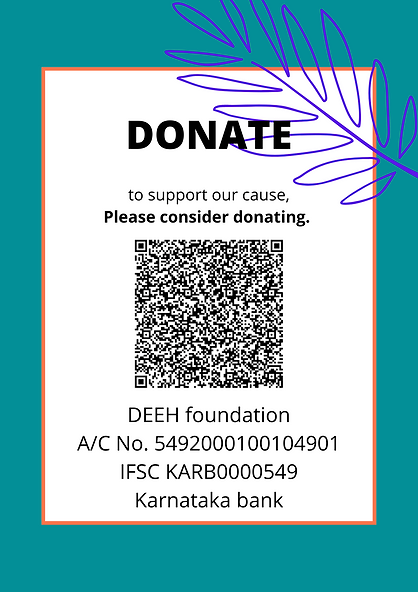 DONATE
to support our cause,
Please consider donating.
DEEH foundation
A/C No. 5492000100104901
IFSC KARB0000549
Karnataka bank